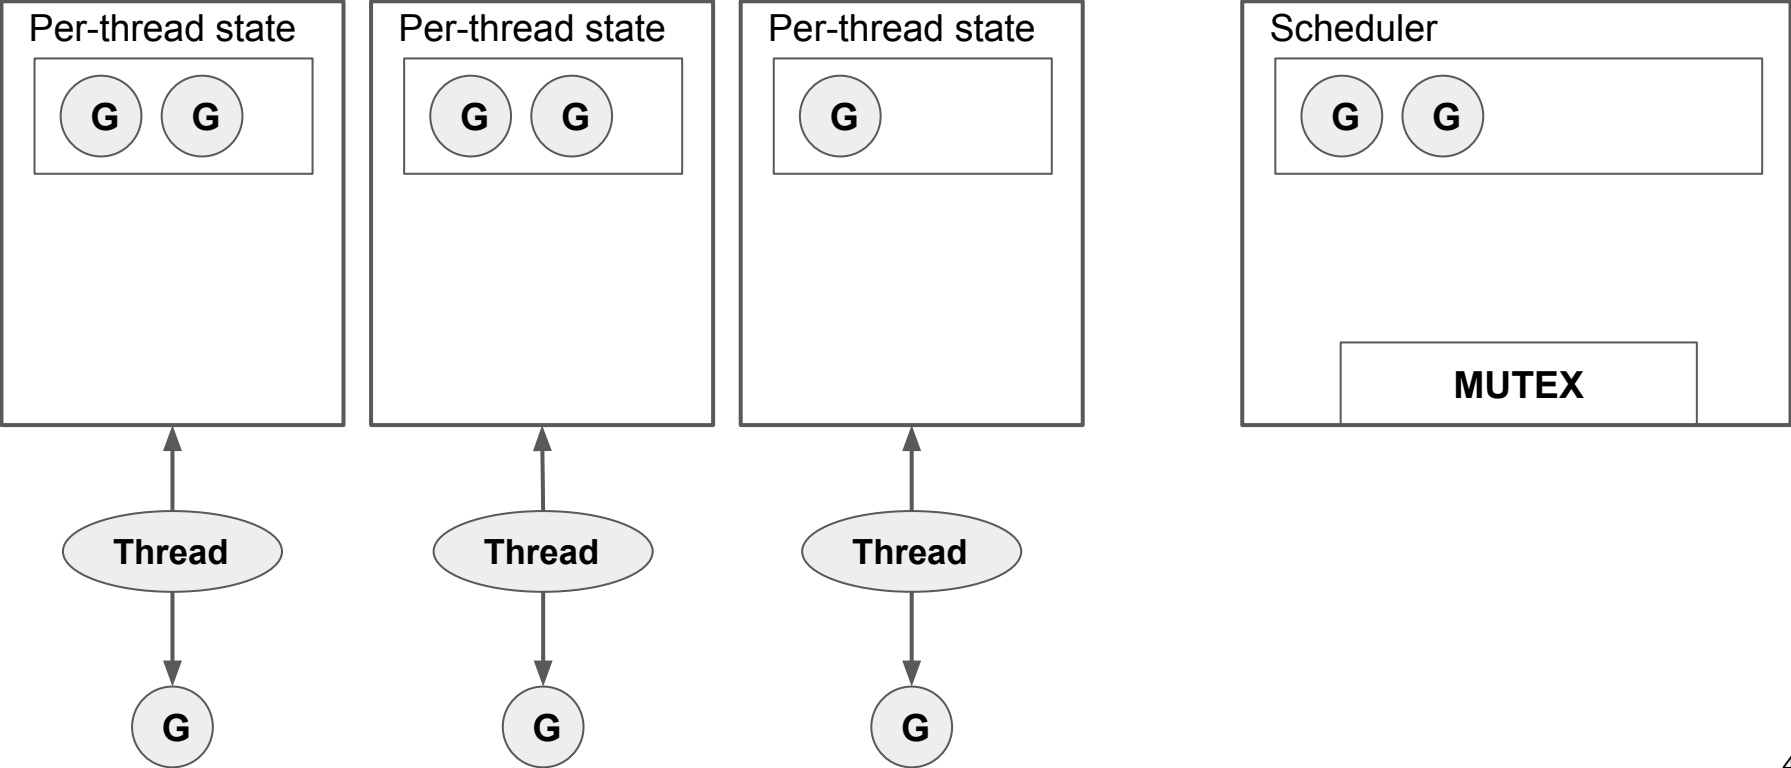 Per-thread state Per-thread state Per-thread state Scheduler
G G G G G G G
MUTEX
Thread Thread Thread
G G G